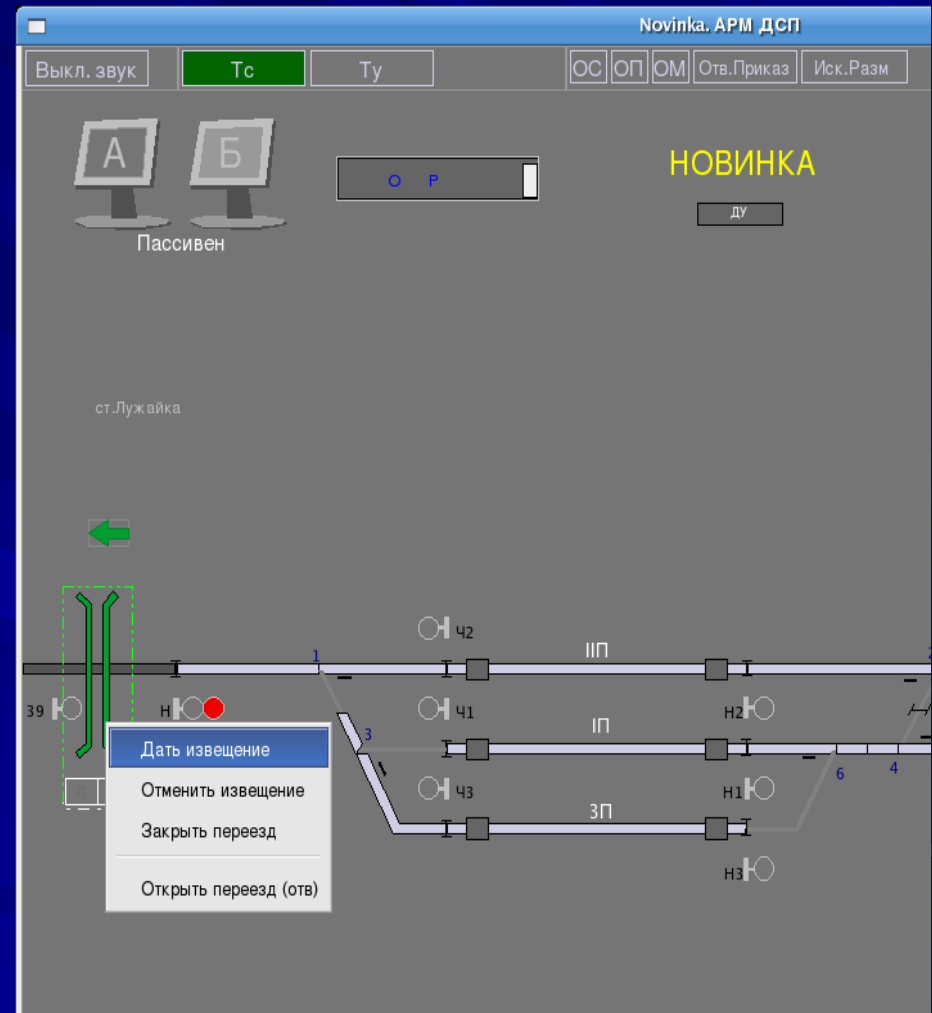 Novinka. АРМ ДСП
Выкл. звук Тс Ту ОС ОП ОМ Отв.Приказ Иск.Разм
А Б
О Р
НОВИНКА
ДУ
Пассивен
ст.Лужайка
Ч2
IIП
1
39 Н Ч1 Н2
IП
3
Дать извещение
6 4
П
Отменить извещение
Ч3 Н1
3П
Закрыть переезд
Н3
Открыть переезд (отв)